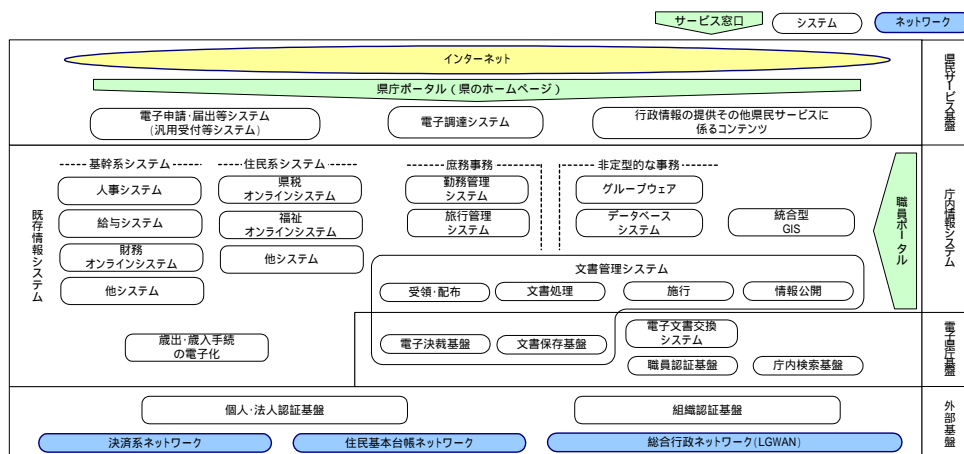 サービス窓口
システム
ネットワーク
インターネット
県庁ポータル(県のホームページ)
電子申請・届出等システム
(汎用受付等システム)
電子調達システム
行政情報の提供その他県民サービスに
係るコンテンツ
県民サービス基盤
基幹系システム
住民系システム
庶務事務
非定型的な事務
人事システム
県税
オンラインシステム
勤務管理
システム
グループウェア
給与システム
福祉
オンラインシステム
旅行管理
システム
データベース
システム
統合型
GIS
財務
オンラインシステム
他システム
他システム
既存情報システム
職員ポータル
庁内情報システム
文書管理システム
受領・配布
文書処理
施行
情報公開
歳出・歳入手続
の電子化
電子決裁基盤
文書保存基盤
電子文書交換
システム
職員認証基盤
庁内検索基盤
電子県庁基盤
個人・法人認証基盤
組織認証基盤
決済系ネットワーク
住民基本台帳ネットワーク
総合行政ネットワーク(LGWAN)
外部基盤